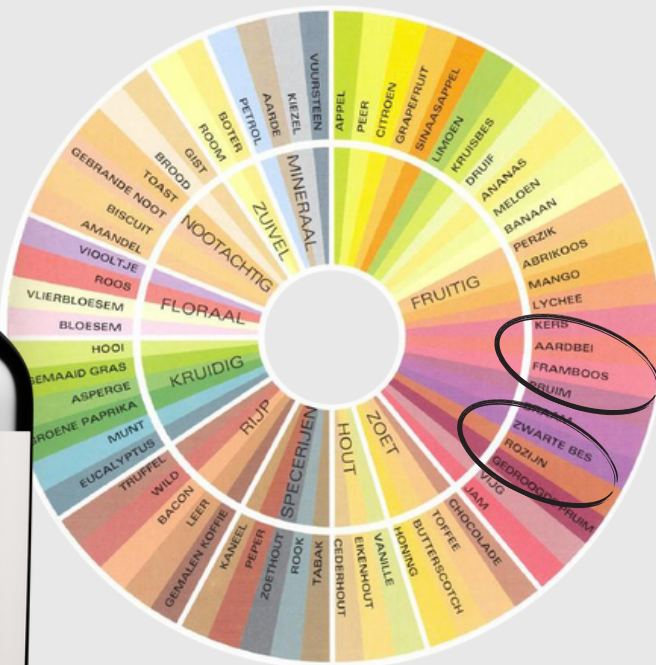 VUURSTEEN
KIEZEL
AARDE
PETROL
MINERAAL
BOTER
ROOM
ZUIVEL
GIST
BROOD
TOAST
GEBRANDE NOOT
BISCUIT
AMANDEL
NOOTACHTIG
VIOOLTJE
ROOS
VLIERBLOESEM
BLOESEM
FLORAAL
HOOI
GEMAAID GRAS
ASPERGE
GROENE PAPRIKA
MUNT
EUCALYPTUS
KRUIDIG
TRUFFEL
WILD
BACON
LEER
GEMALEN KOFFIE
RIJP
KANEEL
PEPER
ZOETHOUT
ROOK
TABAK
SPECERIJEN
CEDERHOUT
EIKENHOUT
VANILLE
HOUT
HONING
BUTTERSCOTCH
TOFFEE
CHOCOLADE
ZOET
APPEL
PEER
CITROEN
GRAPEFRUIT
SINAASAPPEL
LIMOEN
KRUISBES
DRUIF
ANANAS
MELOEN
BANAAN
PERZIK
ABRIKOOS
MANGO
LYCHEE
KERS
AARDBEI
FRAMBOOS
PRUIM
BRAAM
ZWARTE BES
ROZIJN
GEDROOGDE PRUIM
VIJG
JAM
FRUITIG